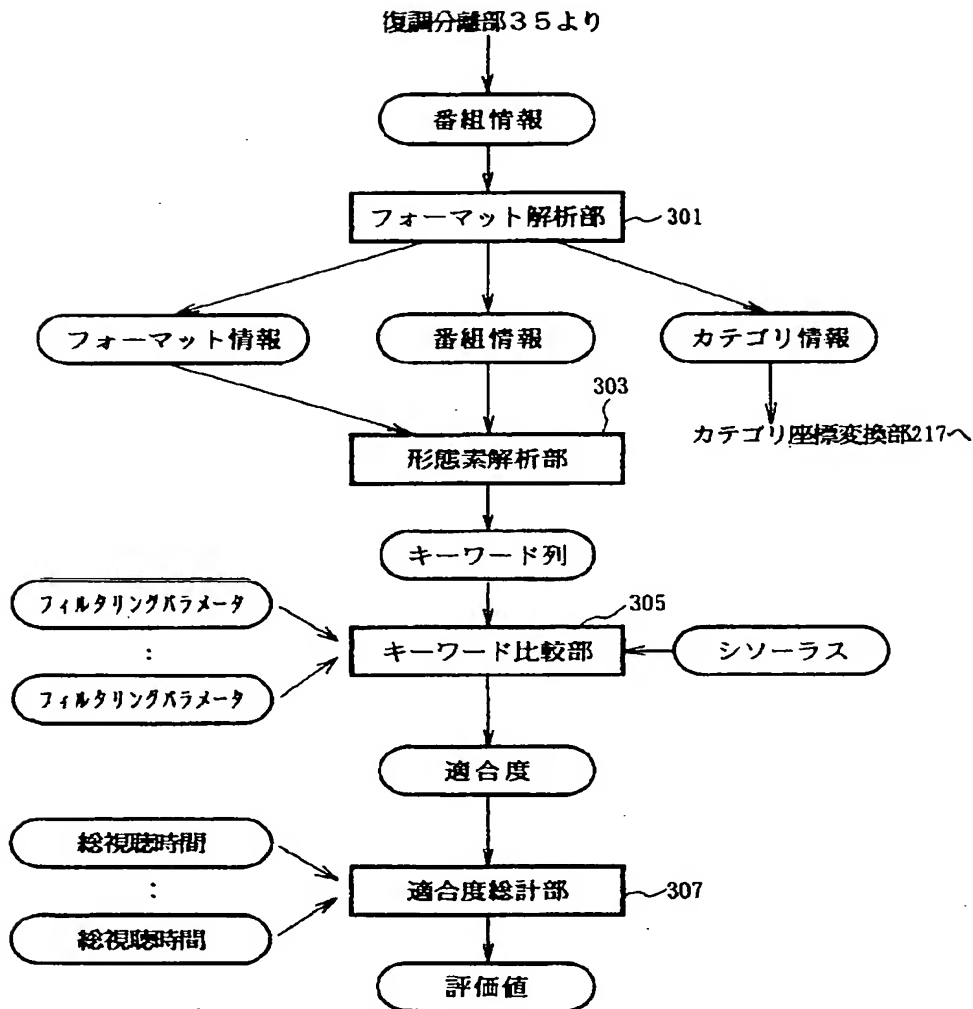 復調分離部３５より
番組情報
フォーマット解析部
301
フォーマット情報
番組情報
カテゴリ情報
303
カテゴリ座標変換部217へ
形態素解析部
キーワード列
フィルタリングパラメータ
305
:
キーワード比較部
シソーラス
フィルタリングパラメータ
適合度
総視聴時間
:
適合度総計部
307
総視聴時間
評価値